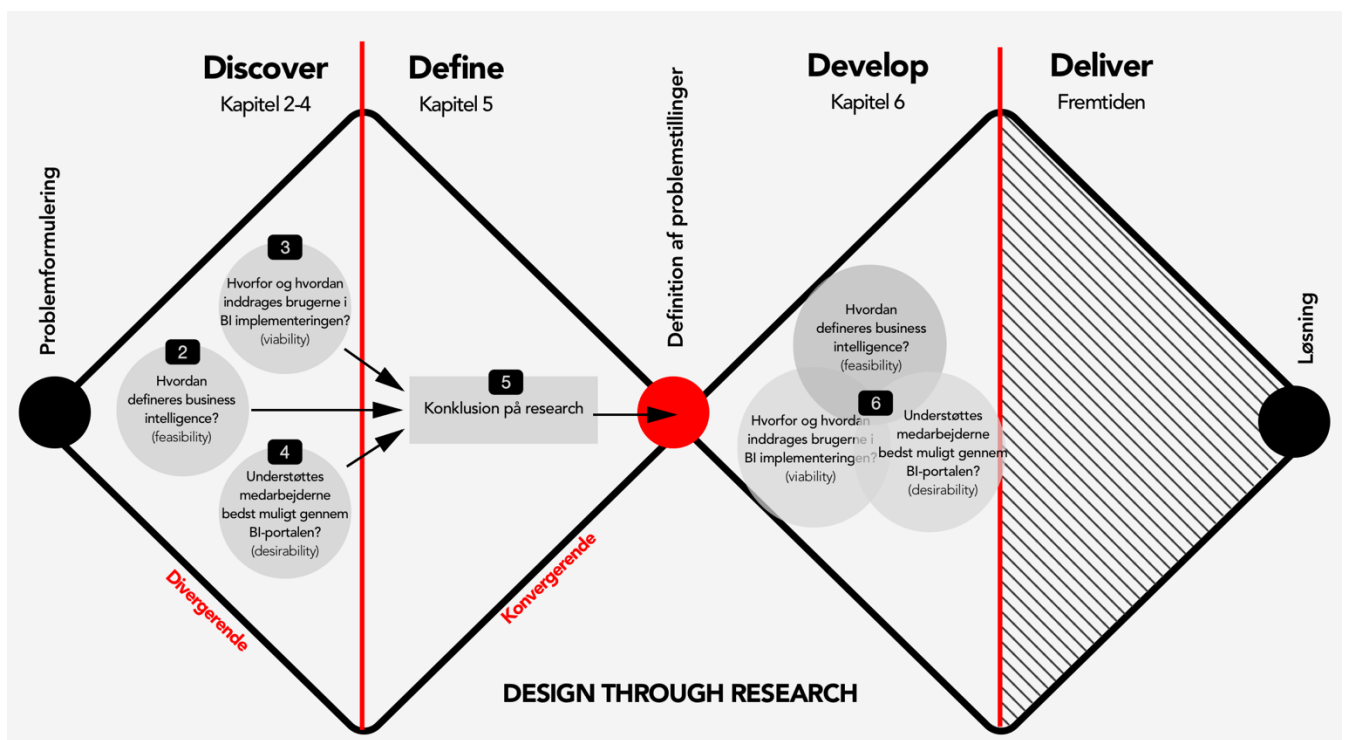 Discover
Kapitel 2-4
Define
Kapitel 5
Develop
Kapitel 6
Deliver
Fremtiden
Problemformulering
3
Hvorfor og hvordan
inddrages brugerne i
BI implementeringen?
(viability)
2
Hvordan
defineres business
intelligence?
(feasibility)
4
Understøttes
medarbejderne
bedst muligt gennem
BI-portalen?
(desirability)
5
Konklusion på research
Definition af problemstillinger
Hvordan
defineres business
intelligence?
(feasibility)
6
Hvorfor og hvordan
inddrages brugerne i
BI implementeringen?
(viability)
Understøttes
medarbejderne
bedst muligt gennem
BI-portalen?
(desirability)
Løsning
Divergerende
Konvergerende
DESIGN THROUGH RESEARCH